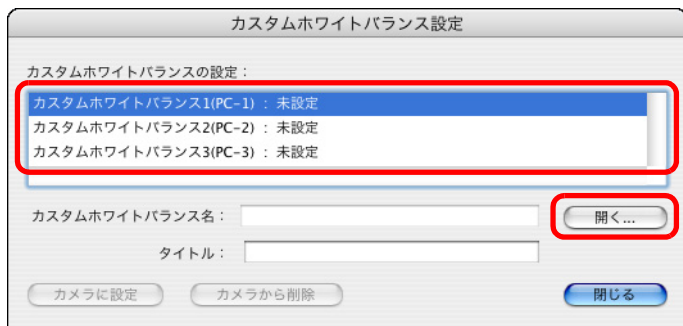 カスタムホワイトバランス設定
カスタムホワイトバランスの設定：
カスタムホワイトバランス1(PC-1) ： 未設定
カスタムホワイトバランス2(PC-2) ： 未設定
カスタムホワイトバランス3(PC-3) ： 未設定
カスタムホワイトバランス名： 開く...
タイトル：
カメラに設定 カメラから削除 閉じる